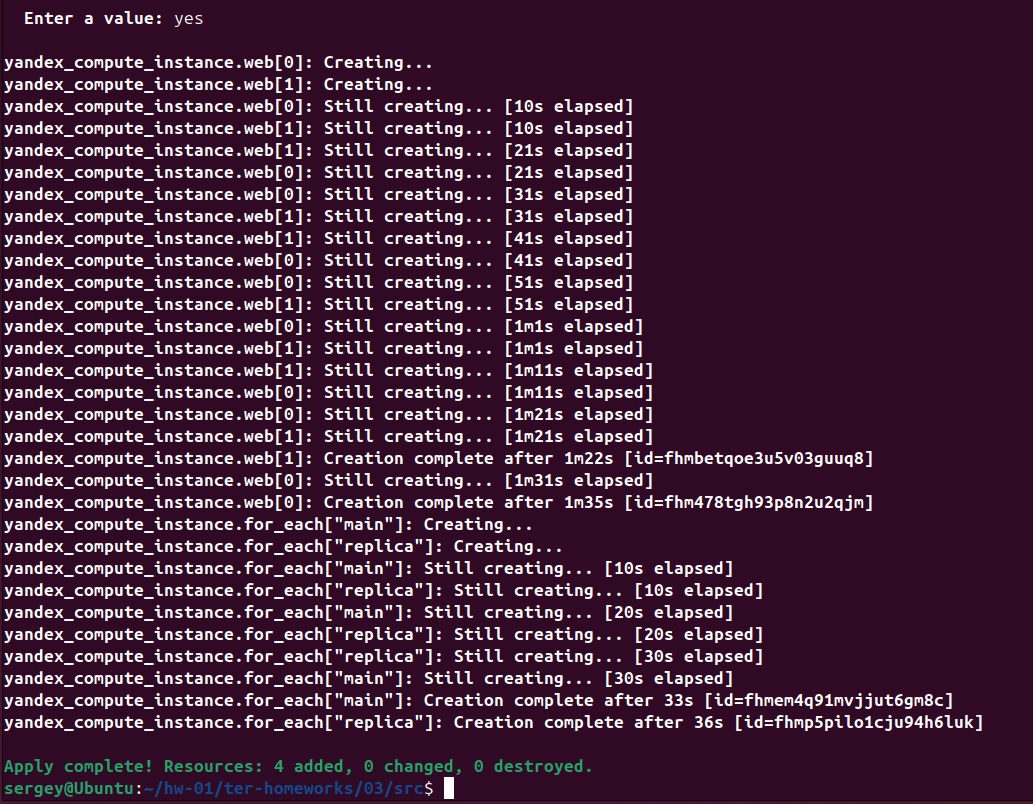 Enter a value: yes
yandex_compute_instance.web[0]: Creating...
yandex_compute_instance.web[1]: Creating...
yandex_compute_instance.web[0]: Still creating... [10s elapsed]
yandex_compute_instance.web[1]: Still creating... [10s elapsed]
yandex_compute_instance.web[1]: Still creating... [21s elapsed]
yandex_compute_instance.web[0]: Still creating... [21s elapsed]
yandex_compute_instance.web[0]: Still creating... [31s elapsed]
yandex_compute_instance.web[1]: Still creating... [31s elapsed]
yandex_compute_instance.web[1]: Still creating... [41s elapsed]
yandex_compute_instance.web[0]: Still creating... [41s elapsed]
yandex_compute_instance.web[0]: Still creating... [51s elapsed]
yandex_compute_instance.web[1]: Still creating... [51s elapsed]
yandex_compute_instance.web[0]: Still creating... [1m1s elapsed]
yandex_compute_instance.web[1]: Still creating... [1m1s elapsed]
yandex_compute_instance.web[1]: Still creating... [1m11s elapsed]
yandex_compute_instance.web[0]: Still creating... [1m11s elapsed]
yandex_compute_instance.web[0]: Still creating... [1m21s elapsed]
yandex_compute_instance.web[1]: Still creating... [1m21s elapsed]
yandex_compute_instance.web[1]: Creation complete after 1m22s [id=fhmbetqoe3u5v03guuq8]
yandex_compute_instance.web[0]: Still creating... [1m31s elapsed]
yandex_compute_instance.web[0]: Creation complete after 1m35s [id=fhm478tgh93p8n2u2qjm]
yandex_compute_instance.for_each["main"]: Creating...
yandex_compute_instance.for_each["replica"]: Creating...
yandex_compute_instance.for_each["main"]: Still creating... [10s elapsed]
yandex_compute_instance.for_each["replica"]: Still creating... [10s elapsed]
yandex_compute_instance.for_each["main"]: Still creating... [20s elapsed]
yandex_compute_instance.for_each["replica"]: Still creating... [20s elapsed]
yandex_compute_instance.for_each["replica"]: Still creating... [30s elapsed]
yandex_compute_instance.for_each["main"]: Still creating... [30s elapsed]
yandex_compute_instance.for_each["main"]: Creation complete after 33s [id=fhmem4q91mvjjut6gm8c]
yandex_compute_instance.for_each["replica"]: Creation complete after 36s [id=fhmp5pilo1cju94h6luk]
Apply complete! Resources: 4 added, 0 changed, 0 destroyed.
sergey@Ubuntu:~/hw-01/ter-homeworks/03/src$